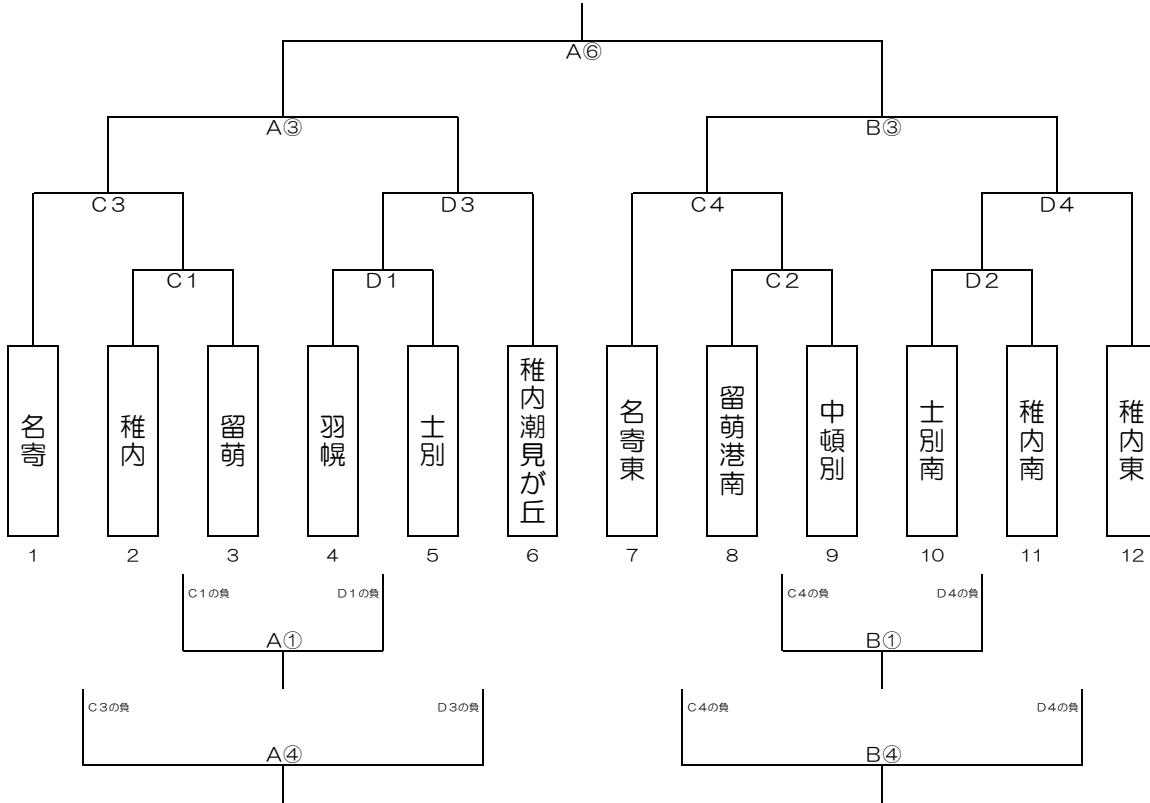 A⑥
A③
B③
C3
D3
C4
D4
C1
D1
C2
D2
名寄
稚内
留萌
羽幌
士別
稚内潮見が丘
名寄東
留萌港南
中頓別
士別南
稚内南
稚内東
1
2
3
4
5
6
7
8
9
10
11
12
C1の負
D1の負
C4の負
D4の負
A①
B①
C3の負
D3の負
C4の負
D4の負
A④
B④